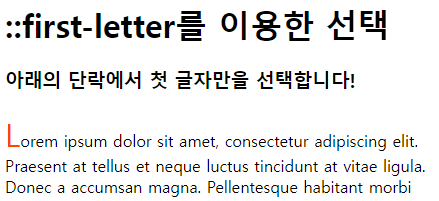 ::first-letter를 이용한 선택
아래의 단락에서 첫 글자만을 선택합니다!
Lorem ipsum dolor sit amet, consectetur adipiscing elit.
Praesent at tellus et neque luctus tincidunt at vitae ligula.
Donec a accumsan magna. Pellentesque habitant morbi